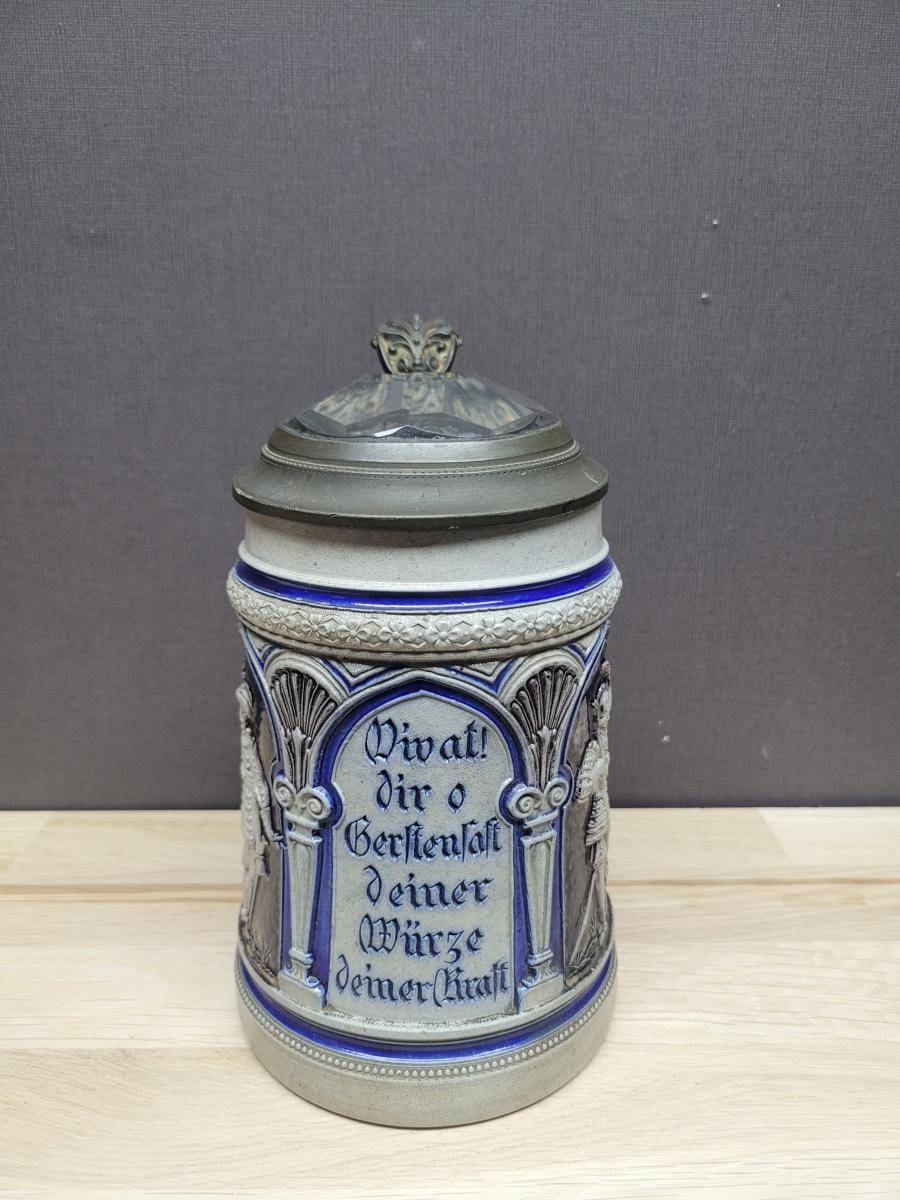 Vivat!
dir o
Gerstensaft
deiner
Würze
deiner Kraft